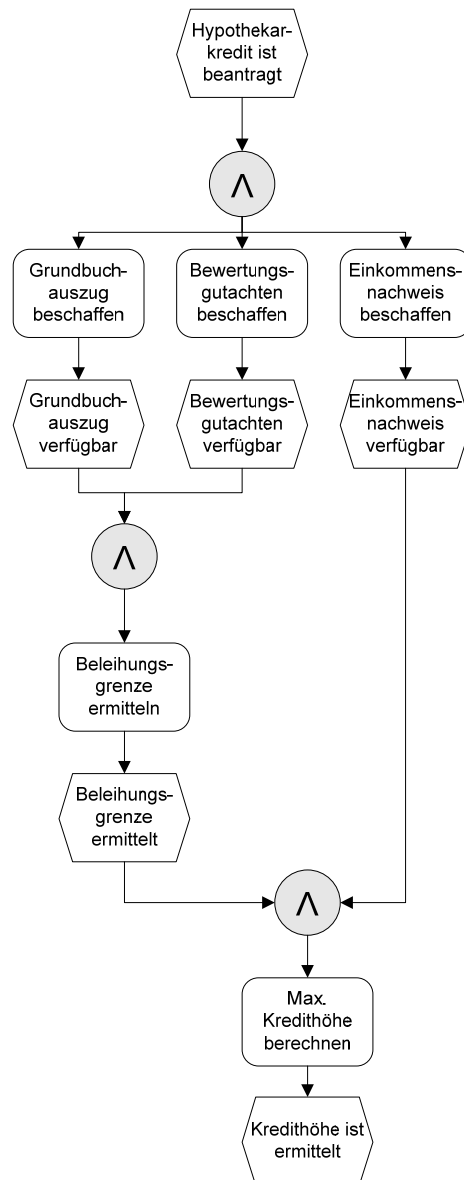 Hypothekar-
kredit ist
beantragt
Λ
Grundbuch-
auszug
beschaffen
Bewertungs-
gutachten
beschaffen
Einkommens-
nachweis
beschaffen
Grundbuch-
auszug
verfügbar
Bewertungs-
gutachten
verfügbar
Einkommens-
nachweis
verfügbar
Λ
Beleihungs-
grenze
ermitteln
Beleihungs-
grenze
ermittelt
Λ
Max.
Kredithöhe
berechnen
Kredithöhe ist
ermittelt